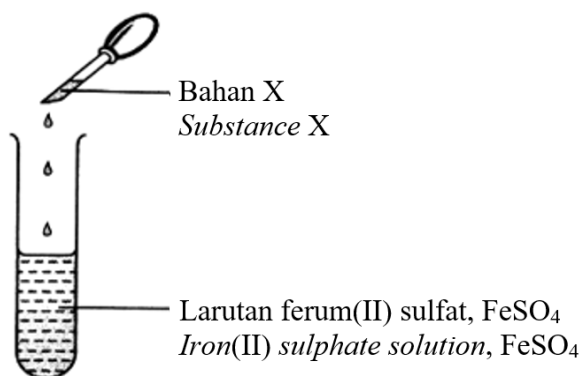 Bahan X
Substance X
Larutan ferum(II) sulfat, FeSO₄
Iron(II) sulphate solution, FeSO₄